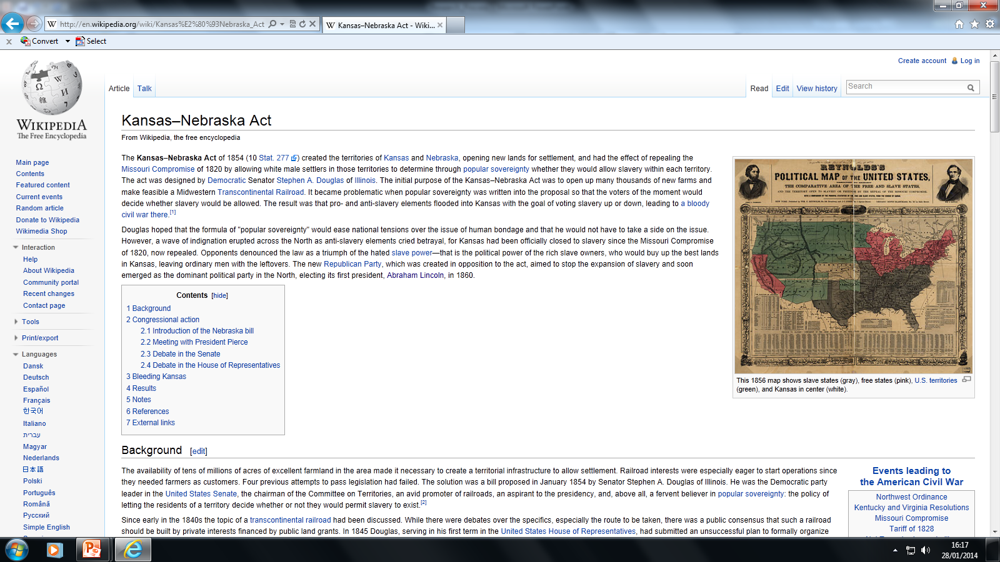 http://en.wikipedia.org/wiki/Kansas%E2%80%93Nebraska_Act
Kansas–Nebraska Act - Wiki...
Convert
Select
Create account
Log in
Article
Talk
Read
Edit
View history
Search
WIKIPEDIA
The Free Encyclopedia
Main page
Contents
Featured content
Current events
Random article
Donate to Wikipedia
Wikimedia Shop
Interaction
Help
About Wikipedia
Community portal
Recent changes
Contact page
Tools
Print/export
Languages
Dansk
Deutsch
Español
Français
한국어
Italiano
עברית
Magyar
Nederlands
日本語
Polski
Português
Română
Русский
Simple English
Kansas–Nebraska Act
From Wikipedia, the free encyclopedia
The Kansas–Nebraska Act of 1854 (10 Stat. 277) created the territories of Kansas and Nebraska, opening new lands for settlement, and had the effect of repealing the
Missouri Compromise of 1820 by allowing white male settlers in those territories to determine through popular sovereignty whether they would allow slavery within each territory.
The act was designed by Democratic Senator Stephen A. Douglas of Illinois. The initial purpose of the Kansas–Nebraska Act was to open up many thousands of new farms and
make feasible a Midwestern Transcontinental Railroad. It became problematic when popular sovereignty was written into the proposal so that the voters of the moment would
decide whether slavery would be allowed. The result was that pro- and anti-slavery elements flooded into Kansas with the goal of voting slavery up or down, leading to a bloody
civil war there.[1]
Douglas hoped that the formula of "popular sovereignty" would ease national tensions over the issue of human bondage and that he would not have to take a side on the issue.
However, a wave of indignation erupted across the North as anti-slavery elements cried betrayal, for Kansas had been officially closed to slavery since the Missouri Compromise
of 1820, now repealed. Opponents denounced the law as a triumph of the hated slave power—that is the political power of the rich slave owners, who would buy up the best lands
in Kansas, leaving ordinary men with the leftovers. The new Republican Party, which was created in opposition to the act, aimed to stop the expansion of slavery and soon
emerged as the dominant political party in the North, electing its first president, Abraham Lincoln, in 1860.
REYNOLDS'S
POLITICAL MAP OF THE UNITED STATES,
THE COMPARATIVE AREA OF THE FREE AND SLAVE STATES,
This 1856 map shows slave states (gray), free states (pink), U.S. territories
(green), and Kansas in center (white).
Contents [hide]
1 Background
2 Congressional action
2.1 Introduction of the Nebraska bill
2.2 Meeting with President Pierce
2.3 Debate in the Senate
2.4 Debate in the House of Representatives
3 Bleeding Kansas
4 Results
5 Notes
6 References
7 External links
Background [edit]
The availability of tens of millions of acres of excellent farmland in the area made it necessary to create a territorial infrastructure to allow settlement. Railroad interests were especially eager to start operations since
they needed farmers as customers. Four previous attempts to pass legislation had failed. The solution was a bill proposed in January 1854 by Senator Stephen A. Douglas of Illinois. He was the Democratic party
leader in the United States Senate, the chairman of the Committee on Territories, an avid promoter of railroads, an aspirant to the presidency, and, above all, a fervent believer in popular sovereignty: the policy of
letting the residents of a territory decide whether or not they would permit slavery to exist.[2]
Since early in the 1840s the topic of a transcontinental railroad had been discussed. While there were debates over the specifics, especially the route to be taken, there was a public consensus that such a railroad
should be built by private interests financed by public land grants. In 1845 Douglas, serving in his first term in the United States House of Representatives, had submitted an unsuccessful plan to formally organize
Events leading to
the American Civil War
Northwest Ordinance
Kentucky and Virginia Resolutions
Missouri Compromise
Tariff of 1828
16:17
28/01/2014